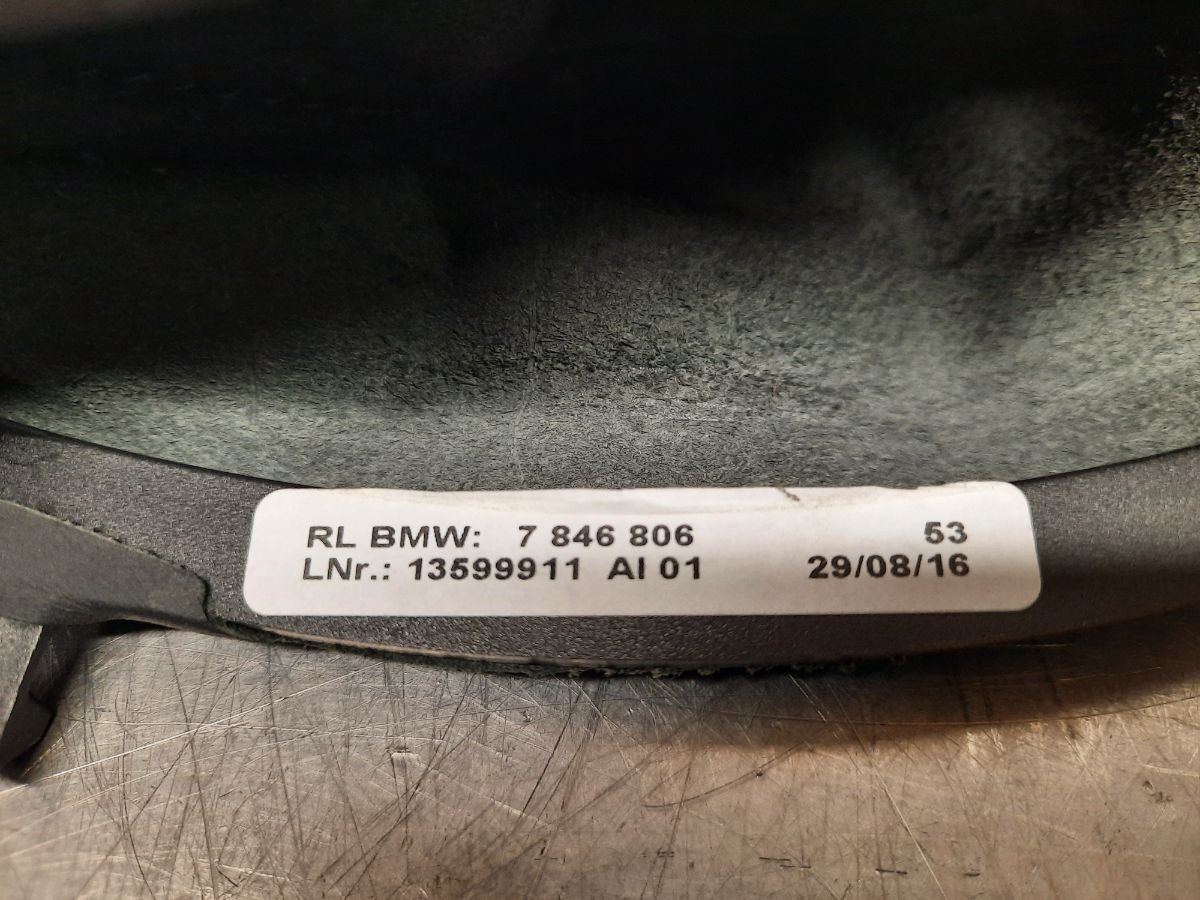 RL BMW: 7 846 806 53
LNr.: 13599911 AI 01 29/08/16